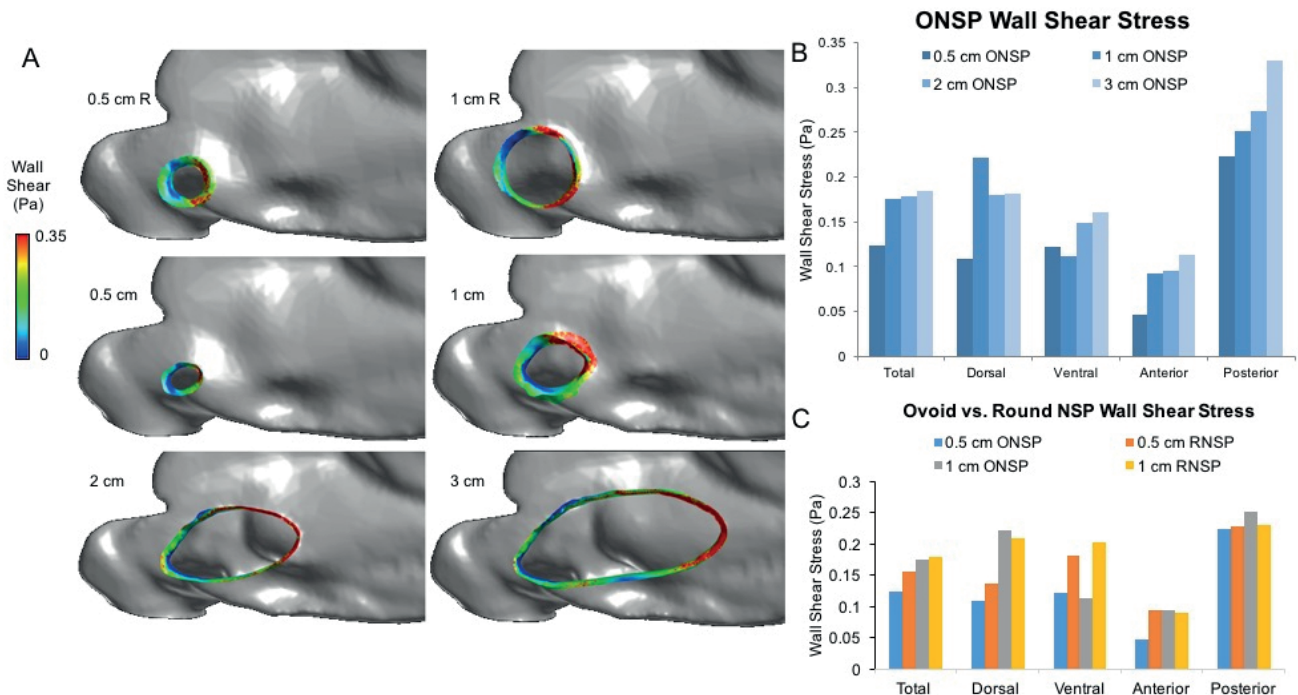 A
0.5 cm R
1 cm R
Wall
Shear
(Pa)
0.35
0
0.5 cm
1 cm
2 cm
3 cm
B
ONSP Wall Shear Stress
0.5 cm ONSP
1 cm ONSP
2 cm ONSP
3 cm ONSP
Wall Shear Stress (Pa)
0.35
0.3
0.25
0.2
0.15
0.1
0.05
0
Total Dorsal Ventral Anterior Posterior
C
Ovoid vs. Round NSP Wall Shear Stress
0.5 cm ONSP
0.5 cm RNSP
1 cm ONSP
1 cm RNSP
Wall Shear Stress (Pa)
0.3
0.25
0.2
0.15
0.1
0.05
0
Total Dorsal Ventral Anterior Posterior